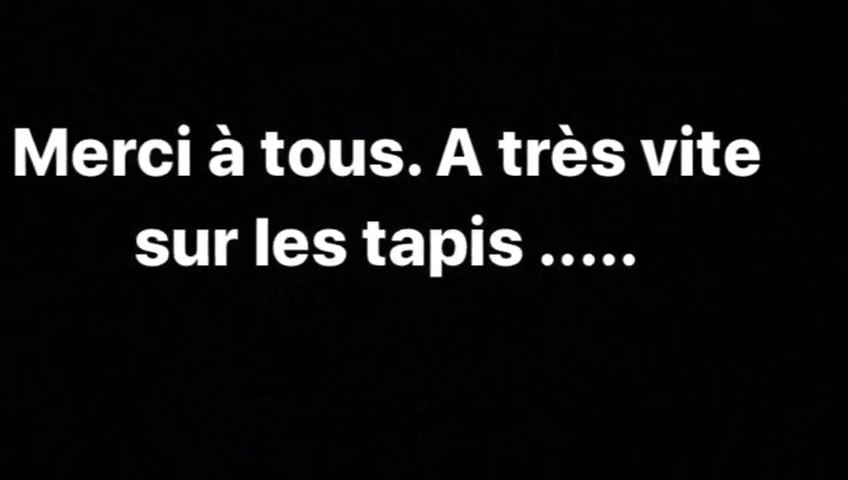 Merci à tous. A très vite
sur les tapis .....